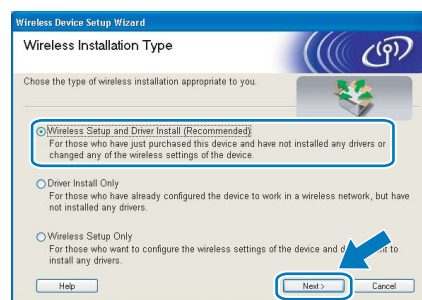 Wireless Device Setup Wizard
Wireless Installation Type
Chose the type of wireless installation appropriate to you.
Wireless Setup and Driver Install (Recommended)
For those who have just purchased this device and have not installed any drivers or
changed any of the wireless settings of the device.
Driver Install Only
For those who have already configured the device to work in a wireless network, but have
not installed any drivers.
Wireless Setup Only
For those who want to configure the wireless settings of the device and to
install any drivers.
Help
Next >
Cancel